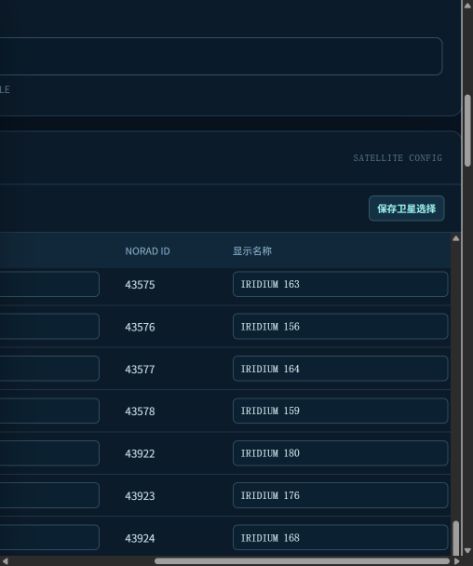 LE
SATELLITE CONFIG
保存卫星选择
NORAD ID 显示名称
43575 IRIDIUM 163
43576 IRIDIUM 156
43577 IRIDIUM 164
43578 IRIDIUM 159
43922 IRIDIUM 180
43923 IRIDIUM 176
43924 IRIDIUM 168